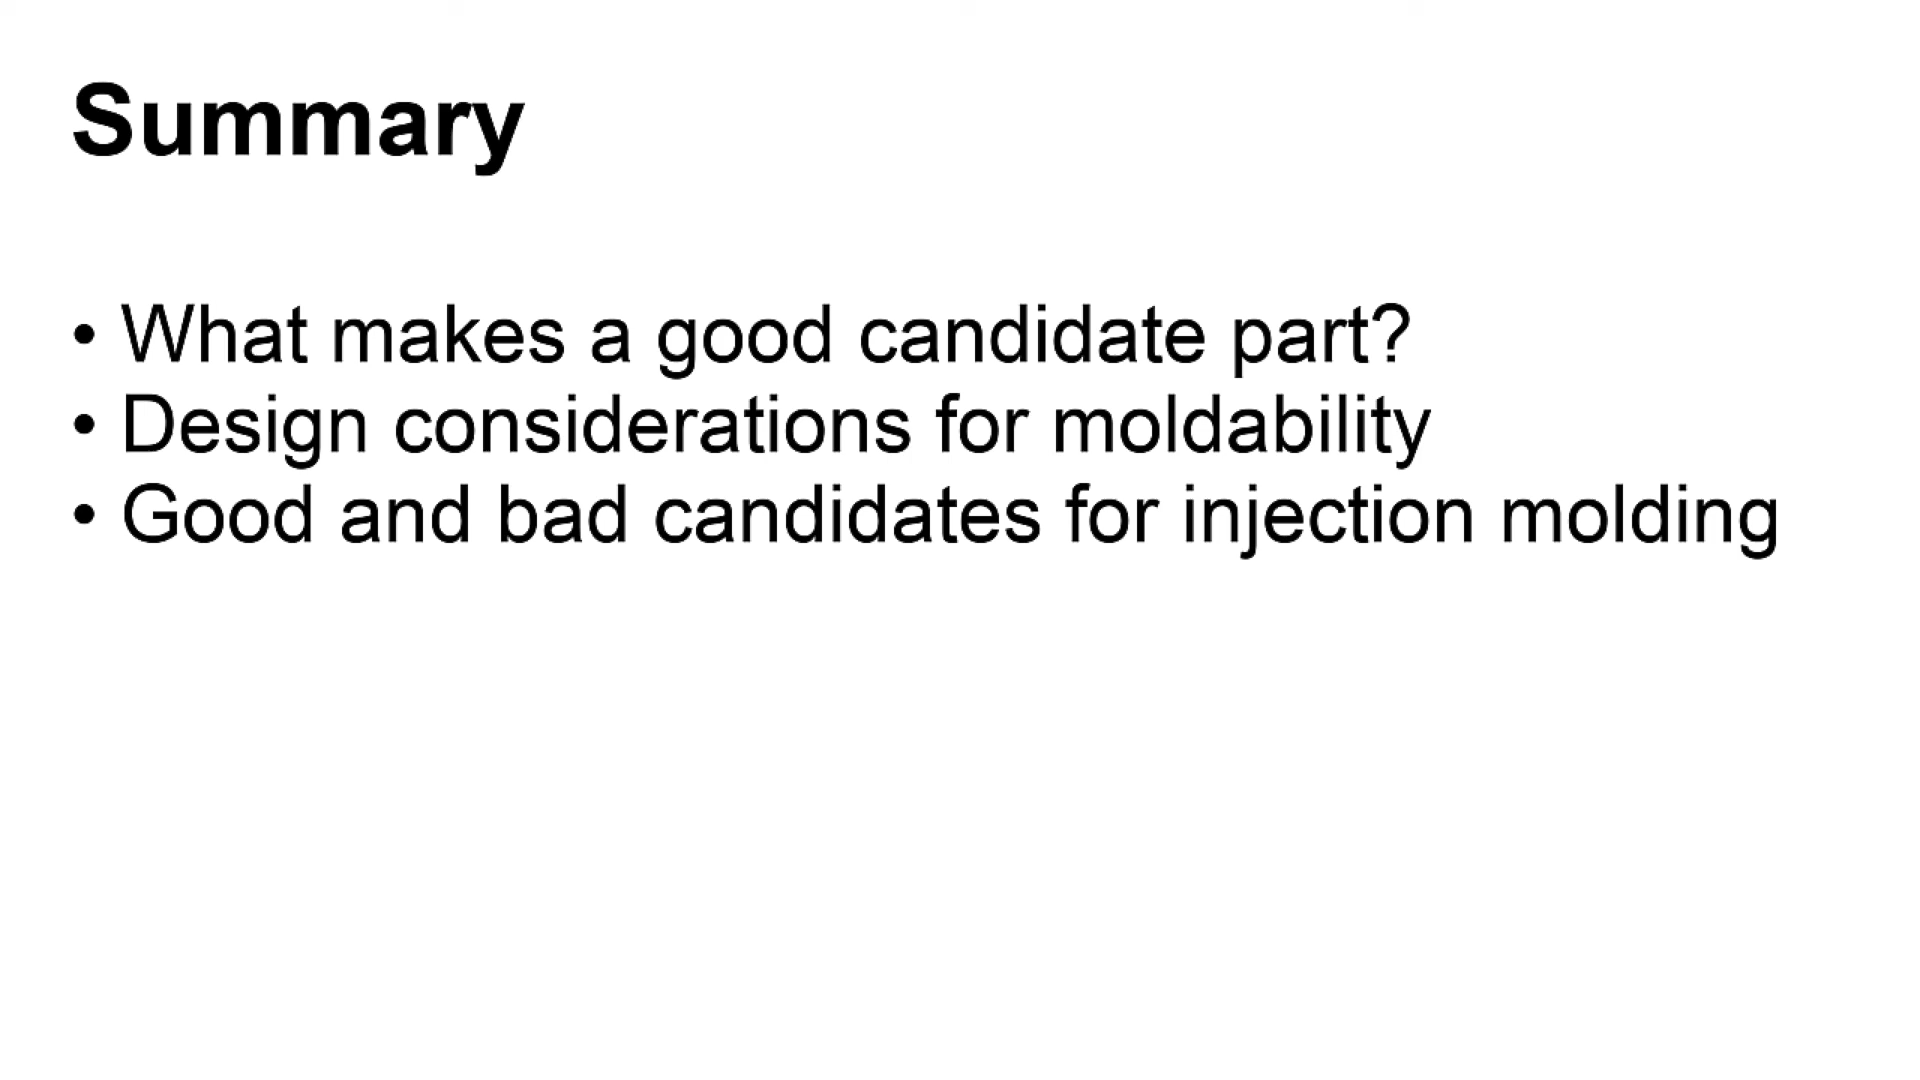 Summary
• What makes a good candidate part?
• Design considerations for moldability
• Good and bad candidates for injection molding